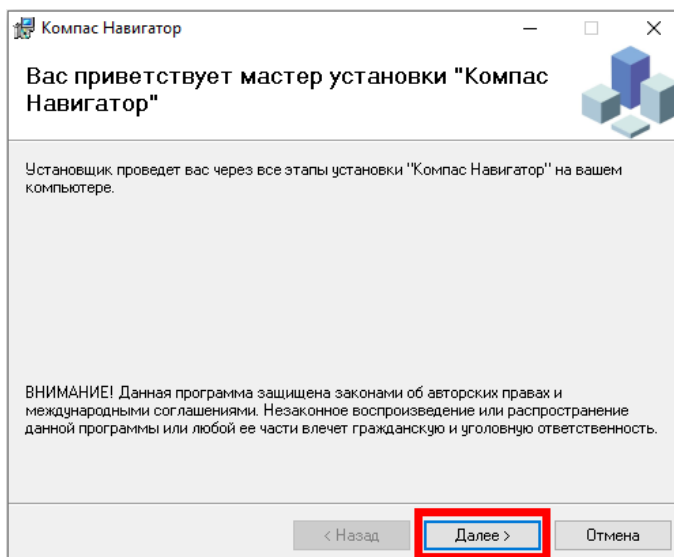 Компас Навигатор
Вас приветствует мастер установки "Компас
Навигатор"
Установщик проведет вас через все этапы установки "Компас Навигатор" на вашем
компьютере.
ВНИМАНИЕ! Данная программа защищена законами об авторских правах и
международными соглашениями. Незаконное воспроизведение или распространение
данной программы или любой ее части влечет гражданскую и уголовную ответственность.
< Назад
Далее >
Отмена